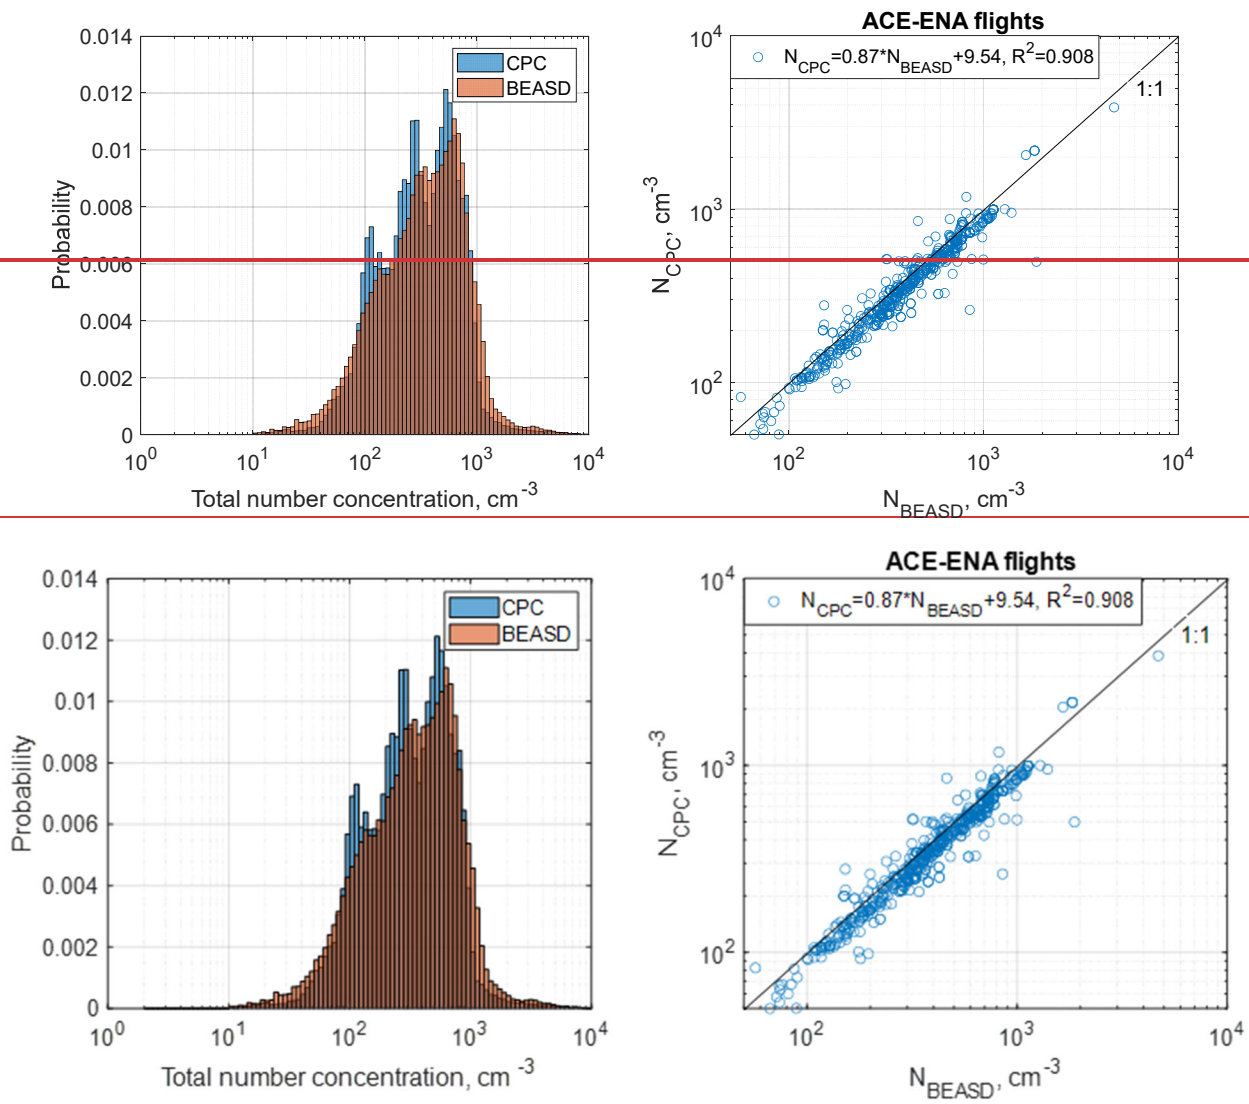 0.014
0.012
0.01
0.008
0.006
0.004
0.002
0
Probability
10^0
10^1
10^2
10^3
10^4
Total number concentration, cm^-3
CPC
BEASD
ACE-ENA flights
N_CPC=0.87*N_BEASD+9.54, R^2=0.908
1:1
10^4
10^3
10^2
N_CPC, cm^-3
10^2
10^3
10^4
N_BEASD, cm^-3
0.014
0.012
0.01
0.008
0.006
0.004
0.002
0
Probability
10^0
10^1
10^2
10^3
10^4
Total number concentration, cm^-3
CPC
BEASD
ACE-ENA flights
N_CPC=0.87*N_BEASD+9.54, R^2=0.908
1:1
10^4
10^3
10^2
N_CPC, cm^-3
10^2
10^3
10^4
N_BEASD, cm^-3